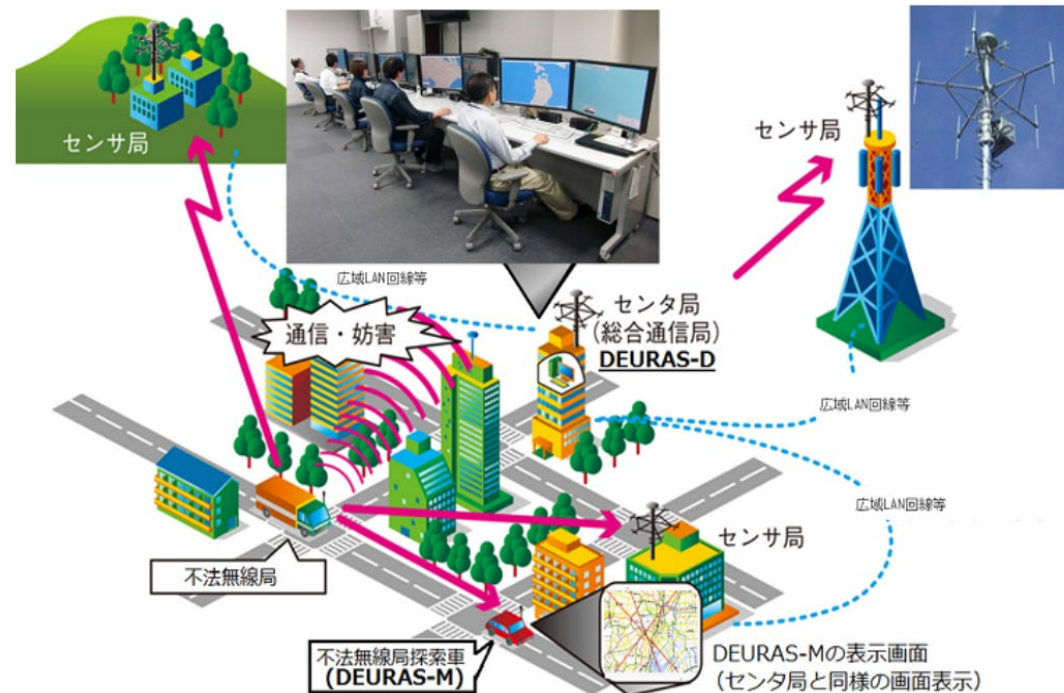 センサ局
センサ局
広域LAN回線等
通信・妨害
センタ局
(総合通信局)
DEURAS-D
広域LAN回線等
広域LAN回線等
センサ局
不法無線局
不法無線局探索車
(DEURAS-M)
DEURAS-Mの表示画面
(センタ局と同様の画面表示)